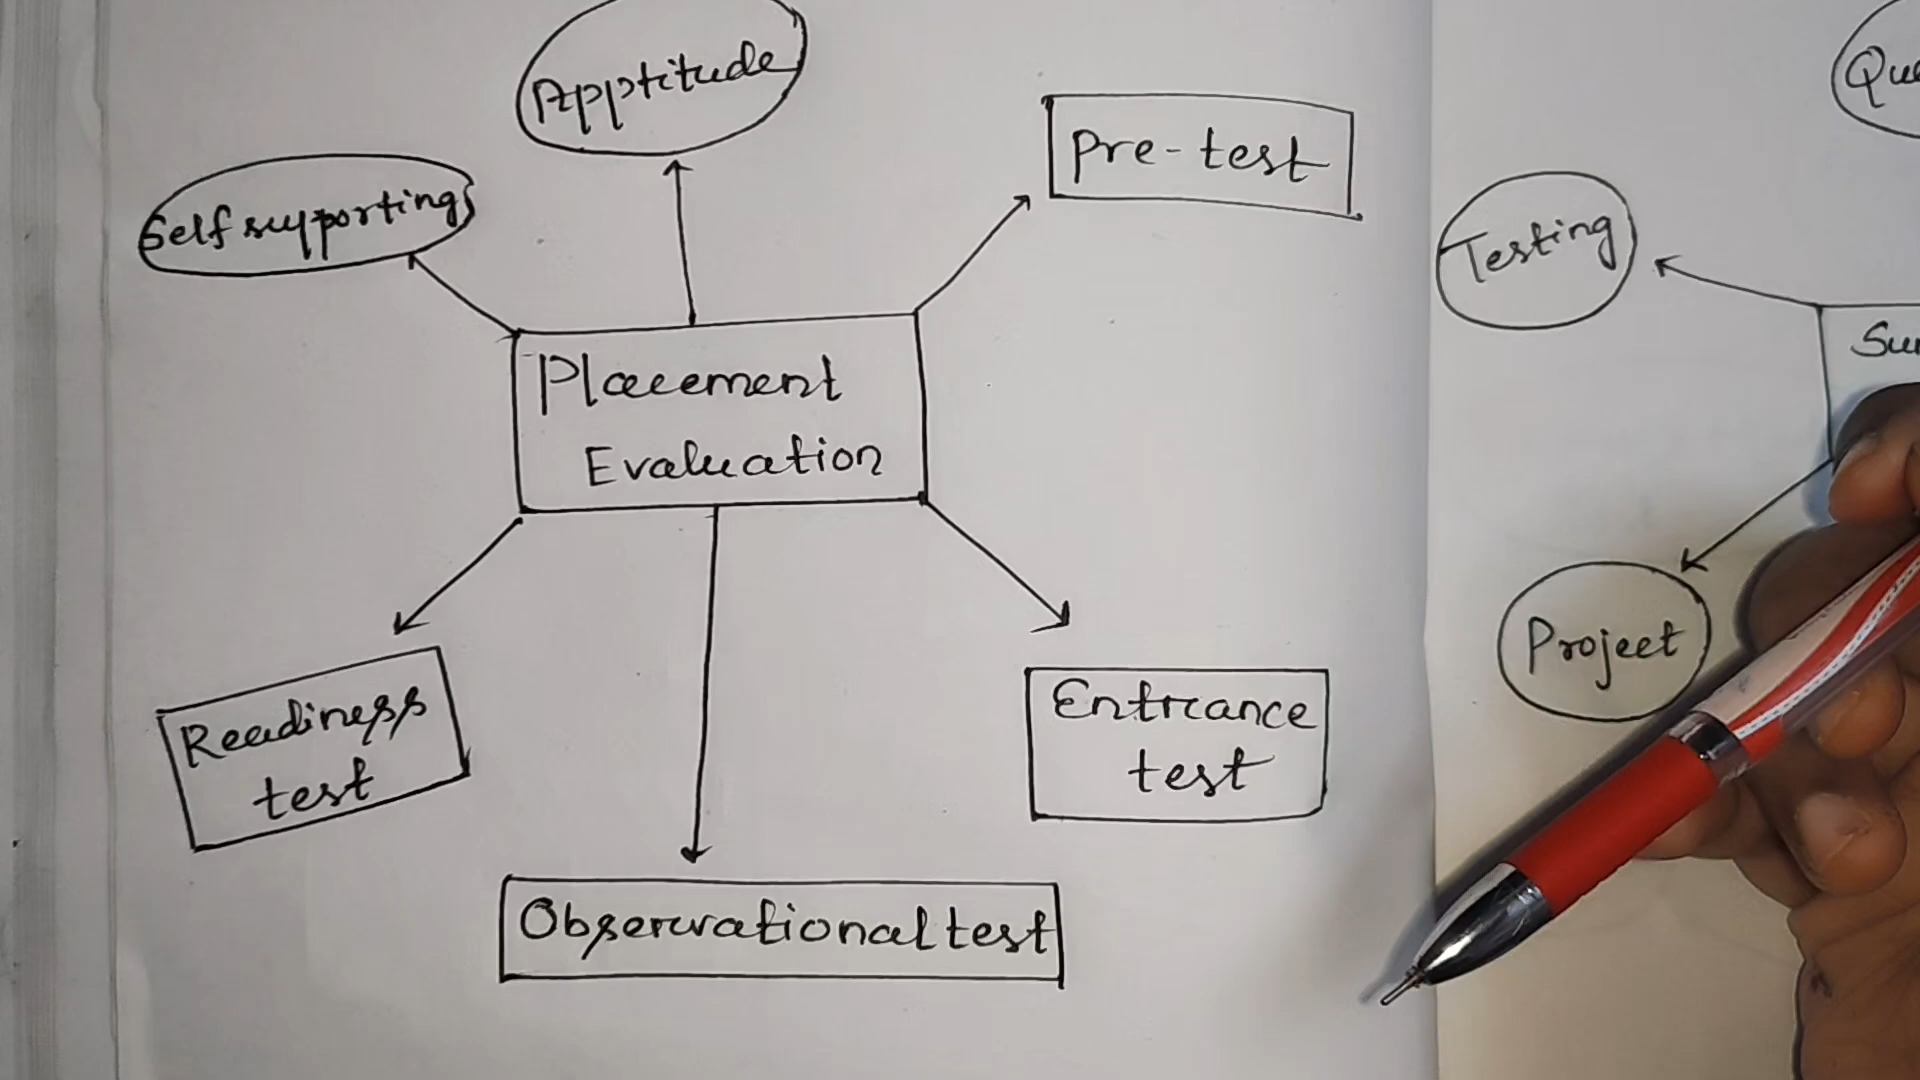 Apptitude
Self supporting
Pre-test
Placement
Evaluation
Readiness
test
Entrance
test
Observational test
Testing
Project